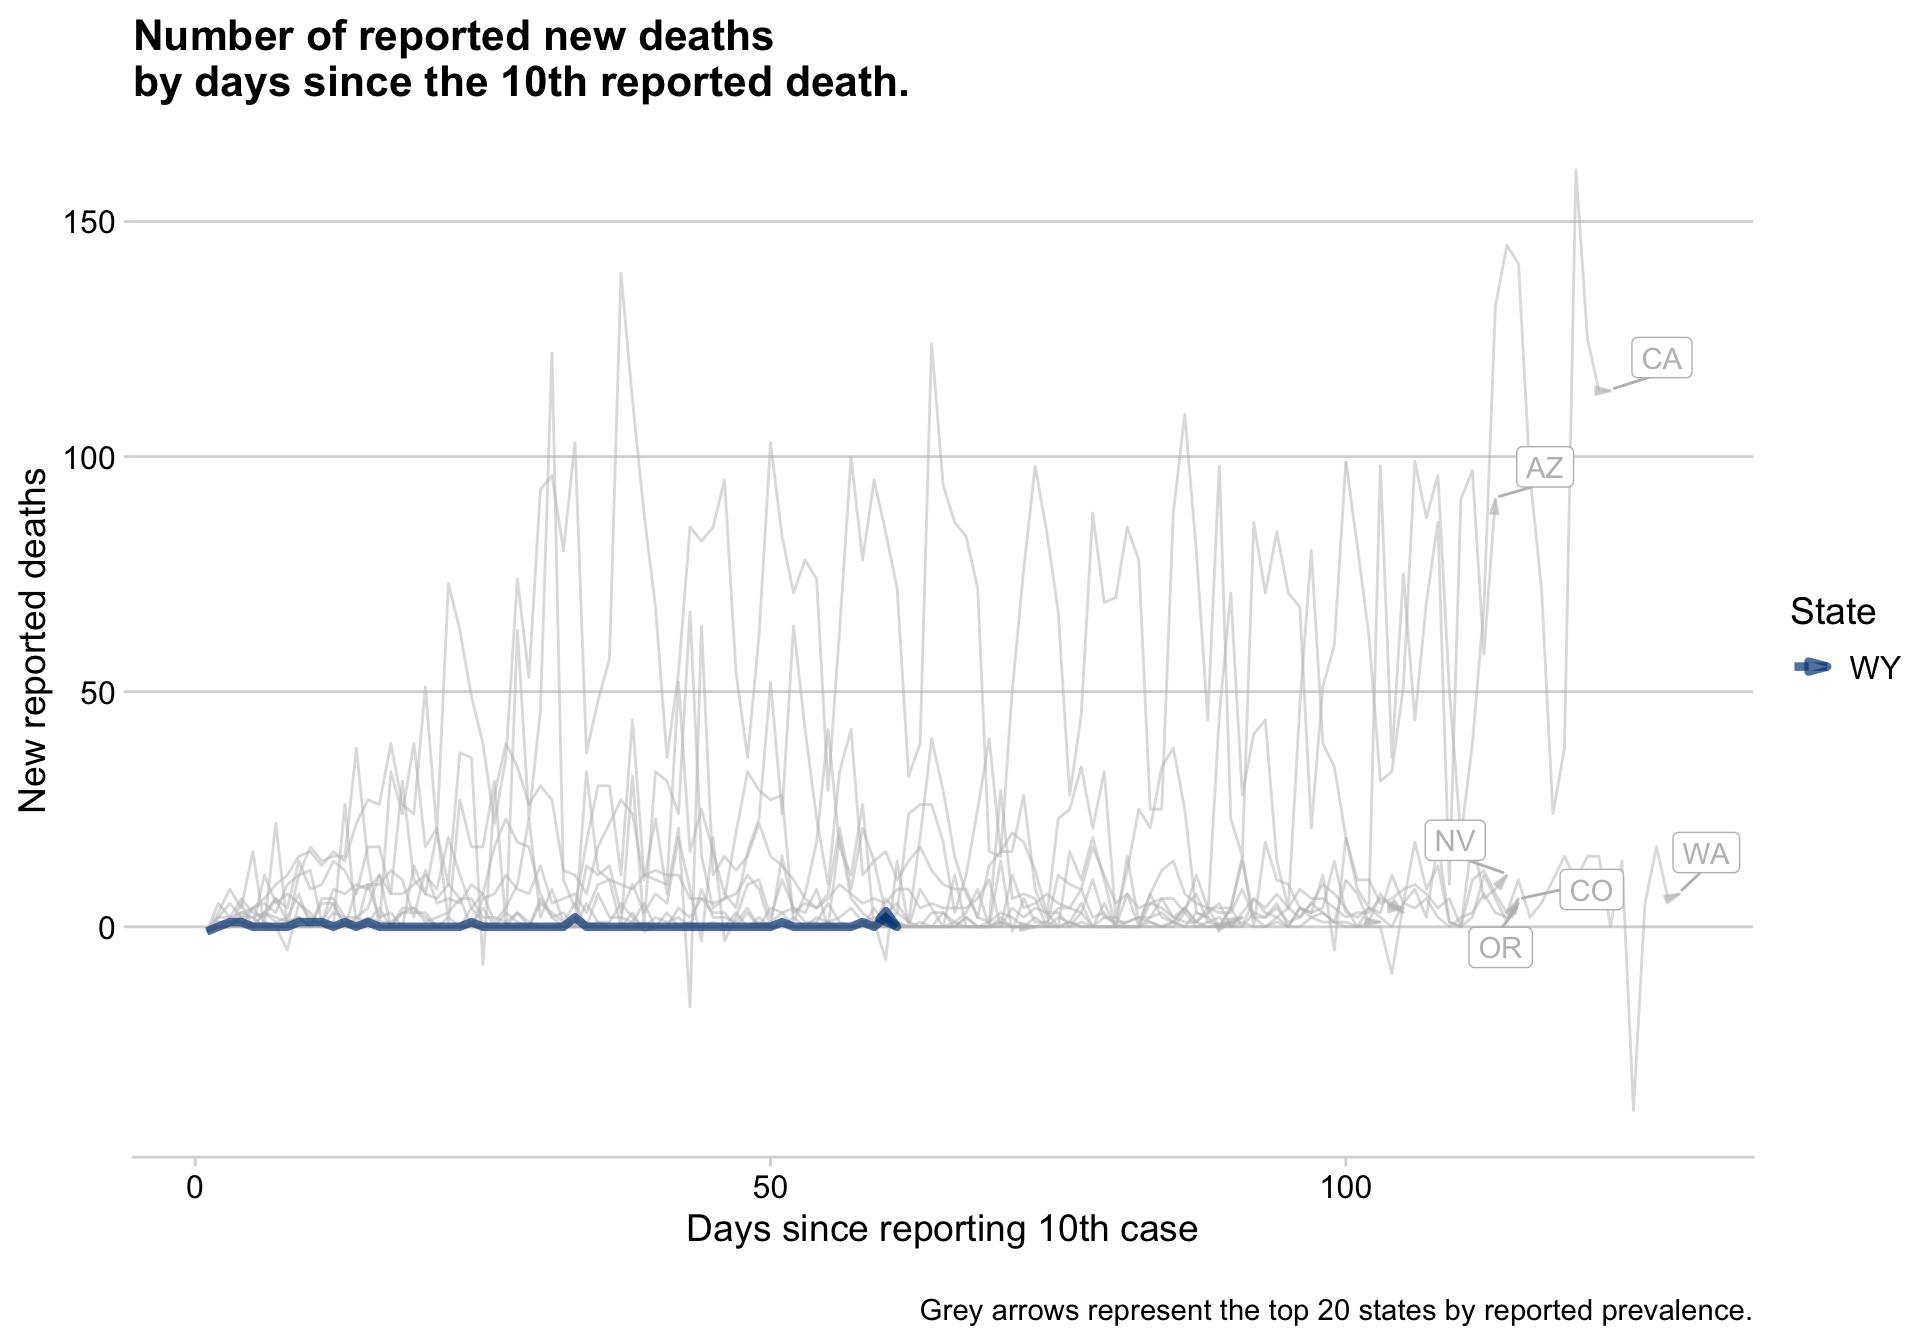 Number of reported new deaths
by days since the 10th reported death.
New reported deaths
150
100
50
0
CA
AZ
NV
WA
CO
OR
State
WY
0
50
100
Days since reporting 10th case
Grey arrows represent the top 20 states by reported prevalence.